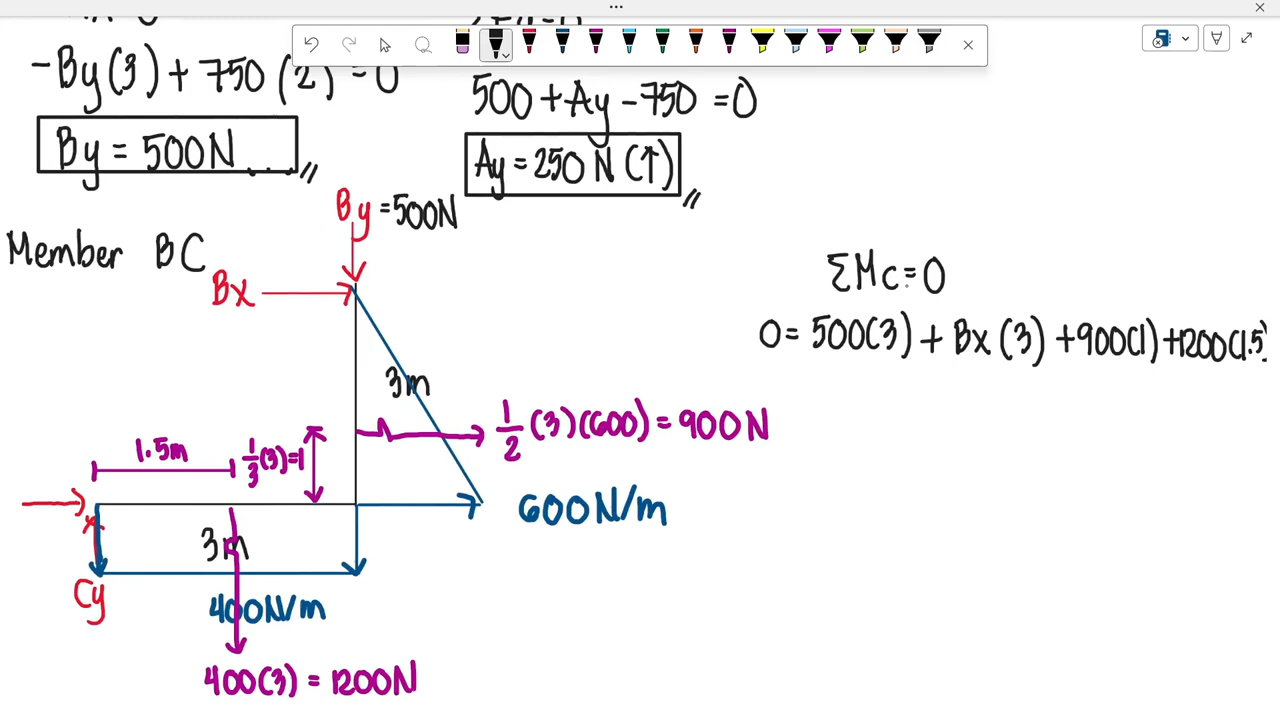 -By(3) + 750(2) = 0
500 + Ay - 750 = 0
By = 500N
Ay = 250 N (↑)
By = 500N
Member BC
Bx
ΣMc = 0
0 = 500(3) + Bx (3) + 900(1) + 1200(1.5)
3m
1/2 (3)(600) = 900N
1.5m
1/3(3)=1
600N/m
3m
Cy
400N/m
400(3) = 1200N